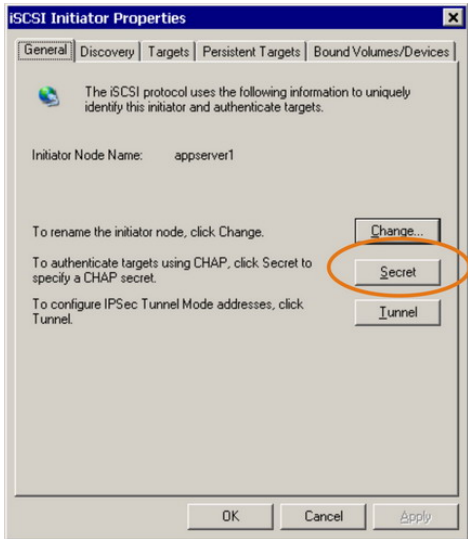 iSCSI Initiator Properties
General Discovery Targets Persistent Targets Bound Volumes/Devices
The iSCSI protocol uses the following information to uniquely
identify this initiator and authenticate targets.
Initiator Node Name: appserver1
To rename the initiator node, click Change. Change...
To authenticate targets using CHAP, click Secret to
specify a CHAP secret. Secret
To configure IPSec Tunnel Mode addresses, click
Tunnel. Tunnel
OK Cancel Apply